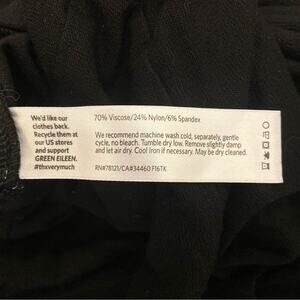 We'd like our
clothes back.
Recycle them at
our US stores
and support
GREEN EILEEN.
#thxverymuch
70% Viscose/24% Nylon/6% Spandex
We recommend machine wash cold, separately, gentle
cycle, no bleach. Tumble dry low. Remove slightly damp
and let air dry. Cool Iron if necessary. May be dry cleaned.
RN#78121/CA#34460 F16TK